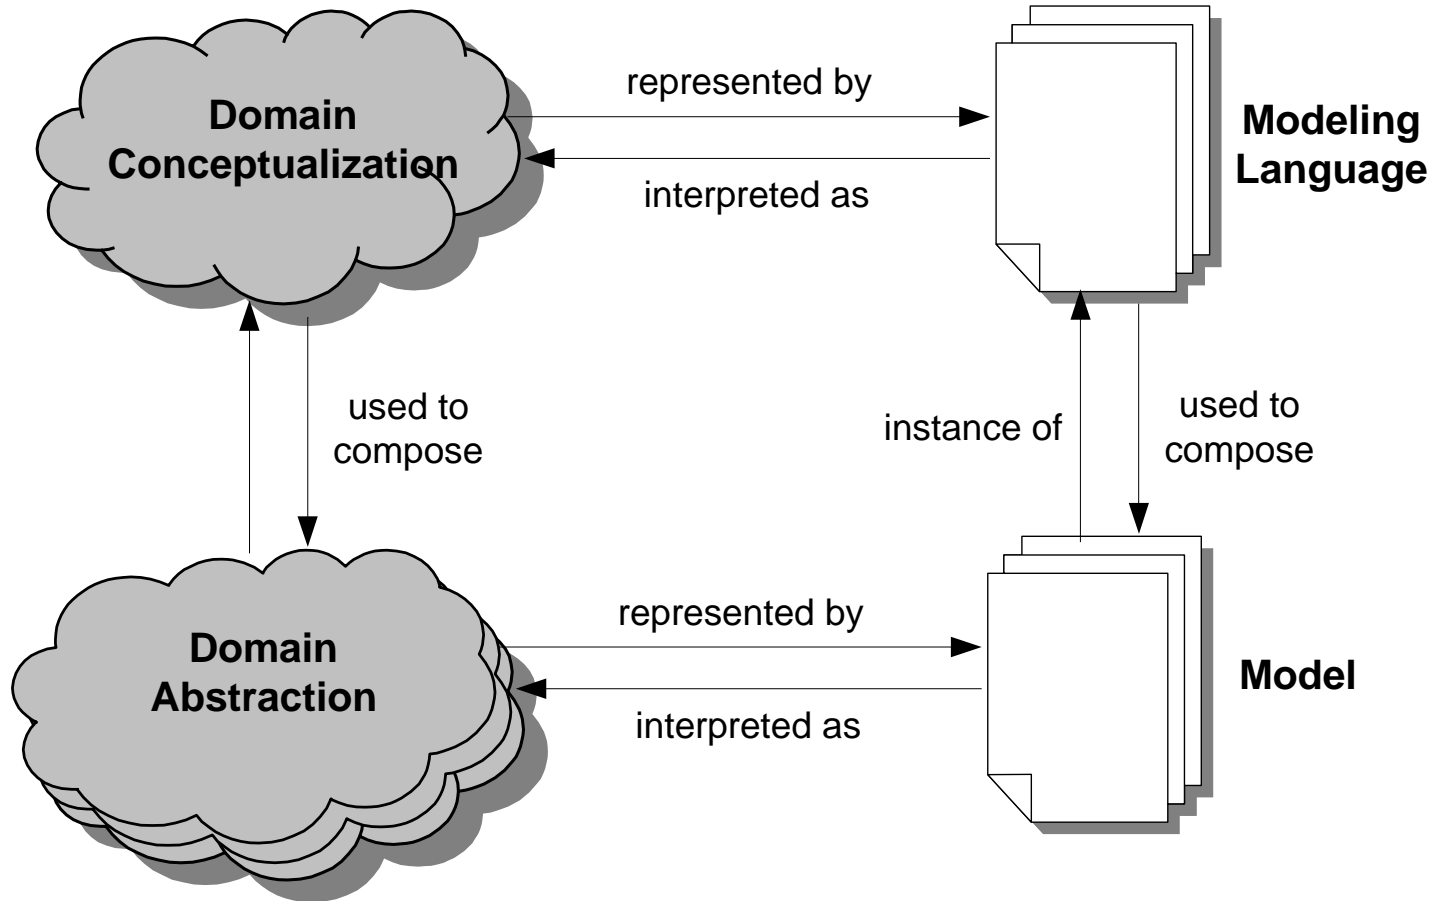 represented by
Domain
Conceptualization
Modeling
Language
interpreted as
used to
compose
instance of
used to
compose
represented by
Domain
Abstraction
Model
interpreted as